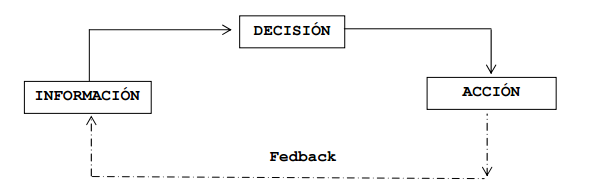 DECISIÓN
INFORMACIÓN
ACCIÓN
Fedback